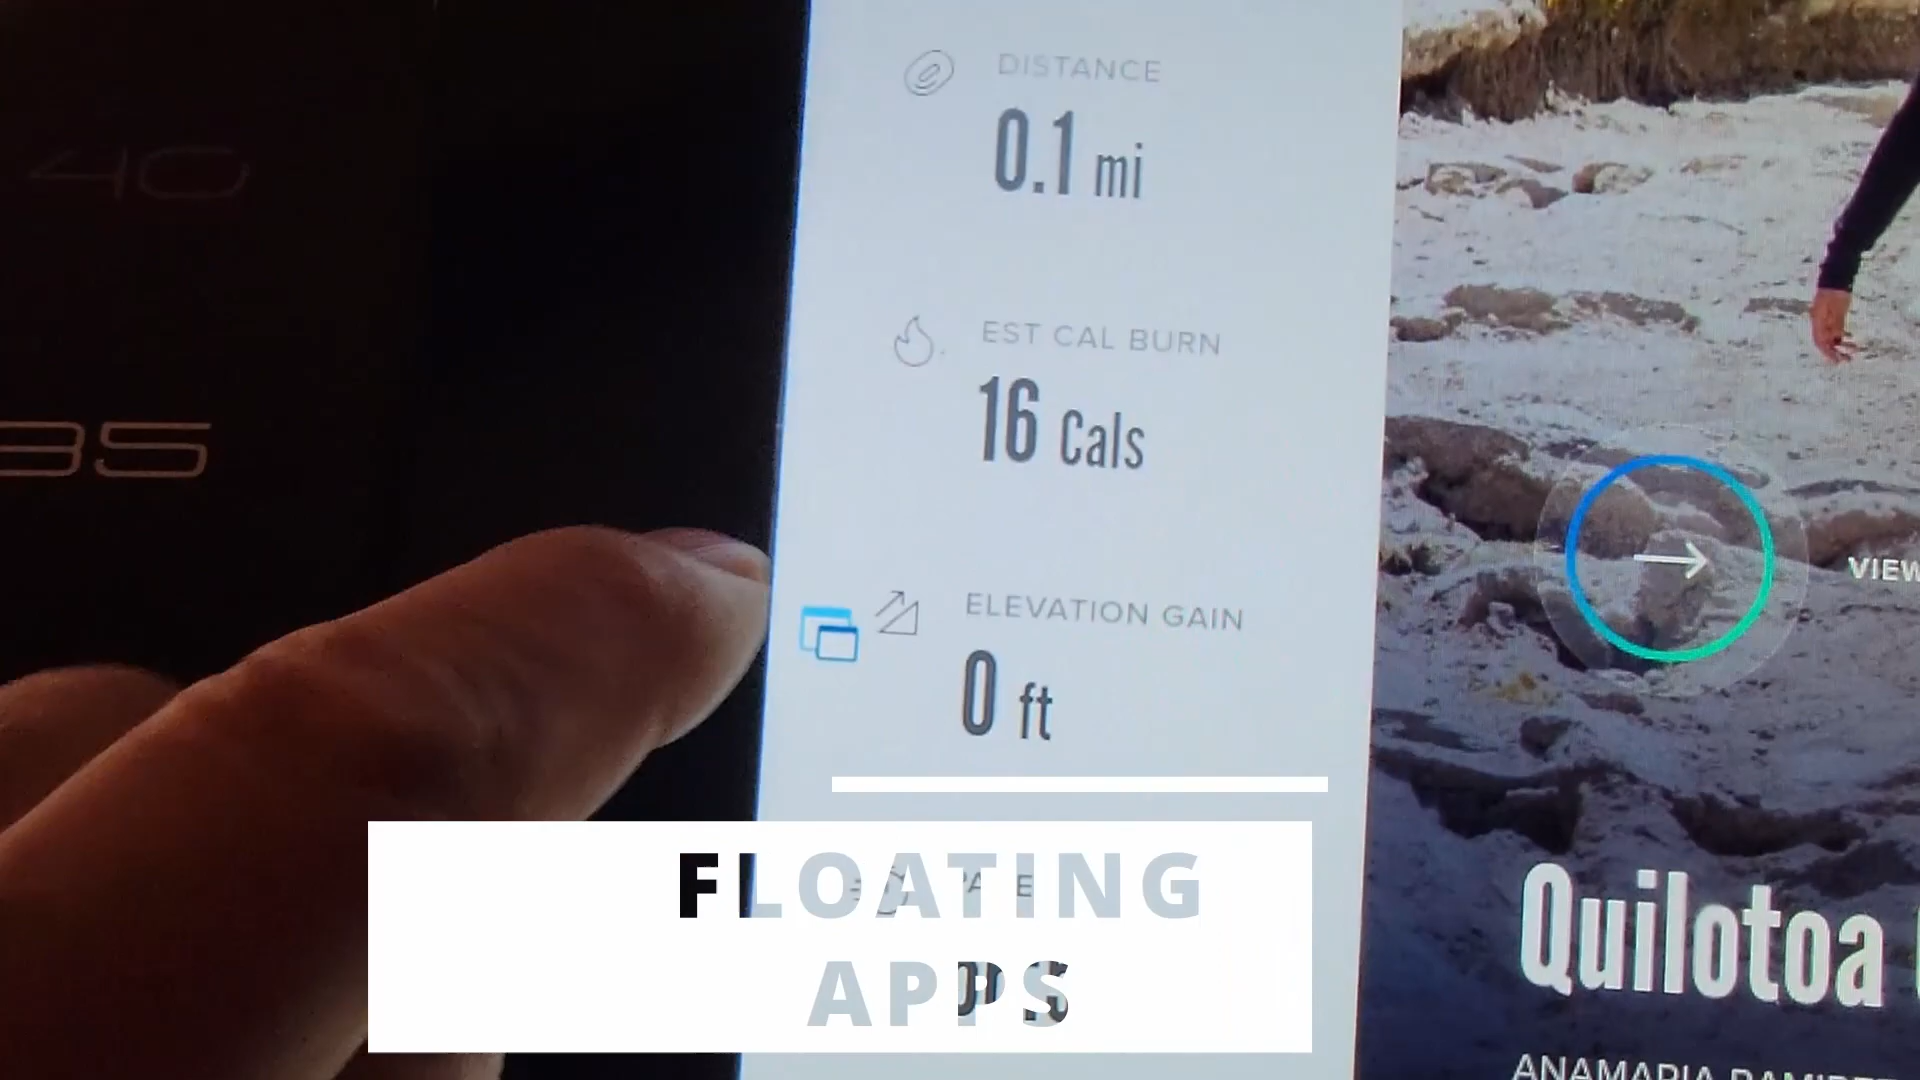 40
35
DISTANCE
0.1 mi
EST CAL BURN
16 Cals
ELEVATION GAIN
0 ft
VIEW
Quilotoa
FLOATING
APPS